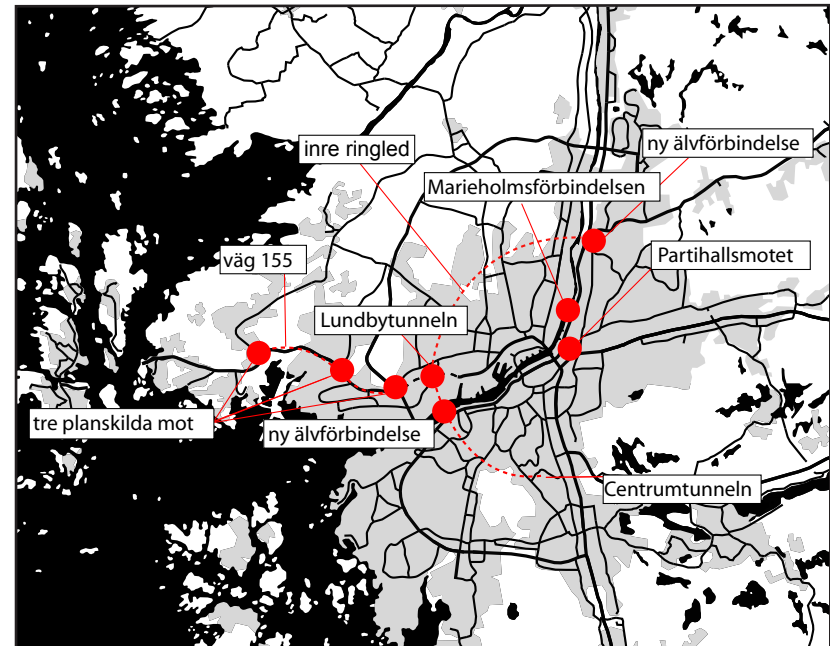 ny älvförbindelse
inre ringled
Marieholmsförbindelsen
Partihallsmotet
väg 155
Lundbytunneln
tre planskilda mot
ny älvförbindelse
Centrumtunneln